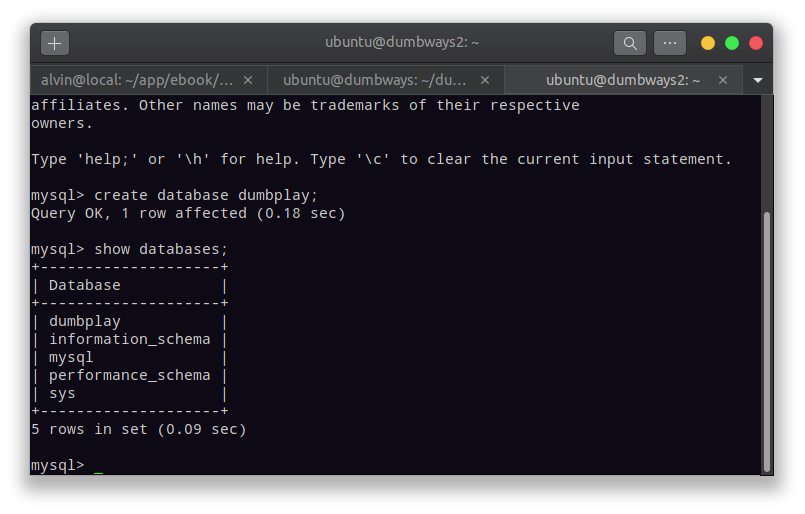 ubuntu@dumbways2: ~
alvin@local: ~/app/ebook/…
ubuntu@dumbways: ~/du…
ubuntu@dumbways2: ~
affiliates. Other names may be trademarks of their respective
owners.
Type 'help;' or '\h' for help. Type '\c' to clear the current input statement.
mysql> create database dumbplay;
Query OK, 1 row affected (0.18 sec)
mysql> show databases;
+--------------------+
| Database           |
+--------------------+
| dumbplay           |
| information_schema |
| mysql              |
| performance_schema |
| sys                |
+--------------------+
5 rows in set (0.09 sec)
mysql> _